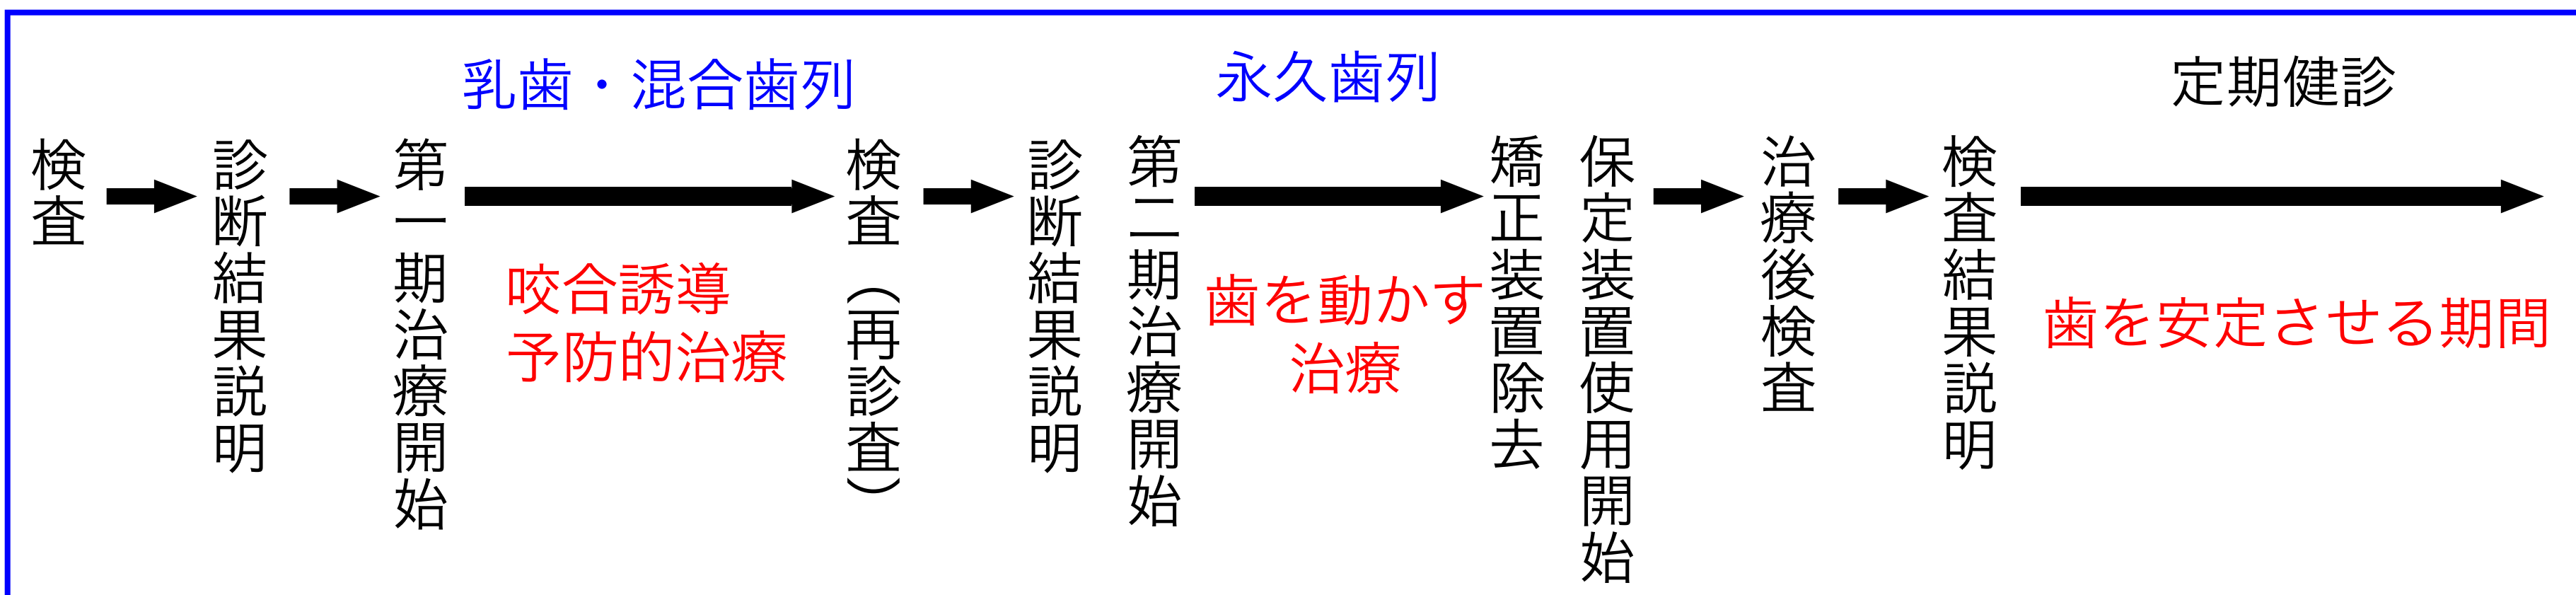 検査
診断結果説明
第一期治療開始
乳歯・混合歯列
咬合誘導
予防的治療
検査（再診査）
診断結果説明
第二期治療開始
永久歯列
歯を動かす
治療
矯正装置除去
保定装置使用開始
治療後検査
検査結果説明
定期健診
歯を安定させる期間